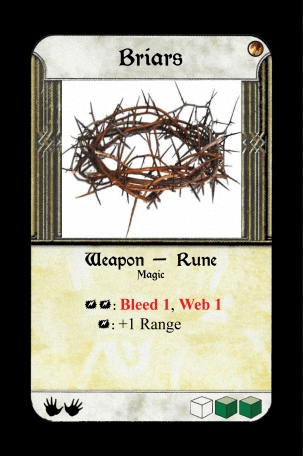 Briars
Weapon — Rune
Magic
: Bleed 1, Web 1
: +1 Range